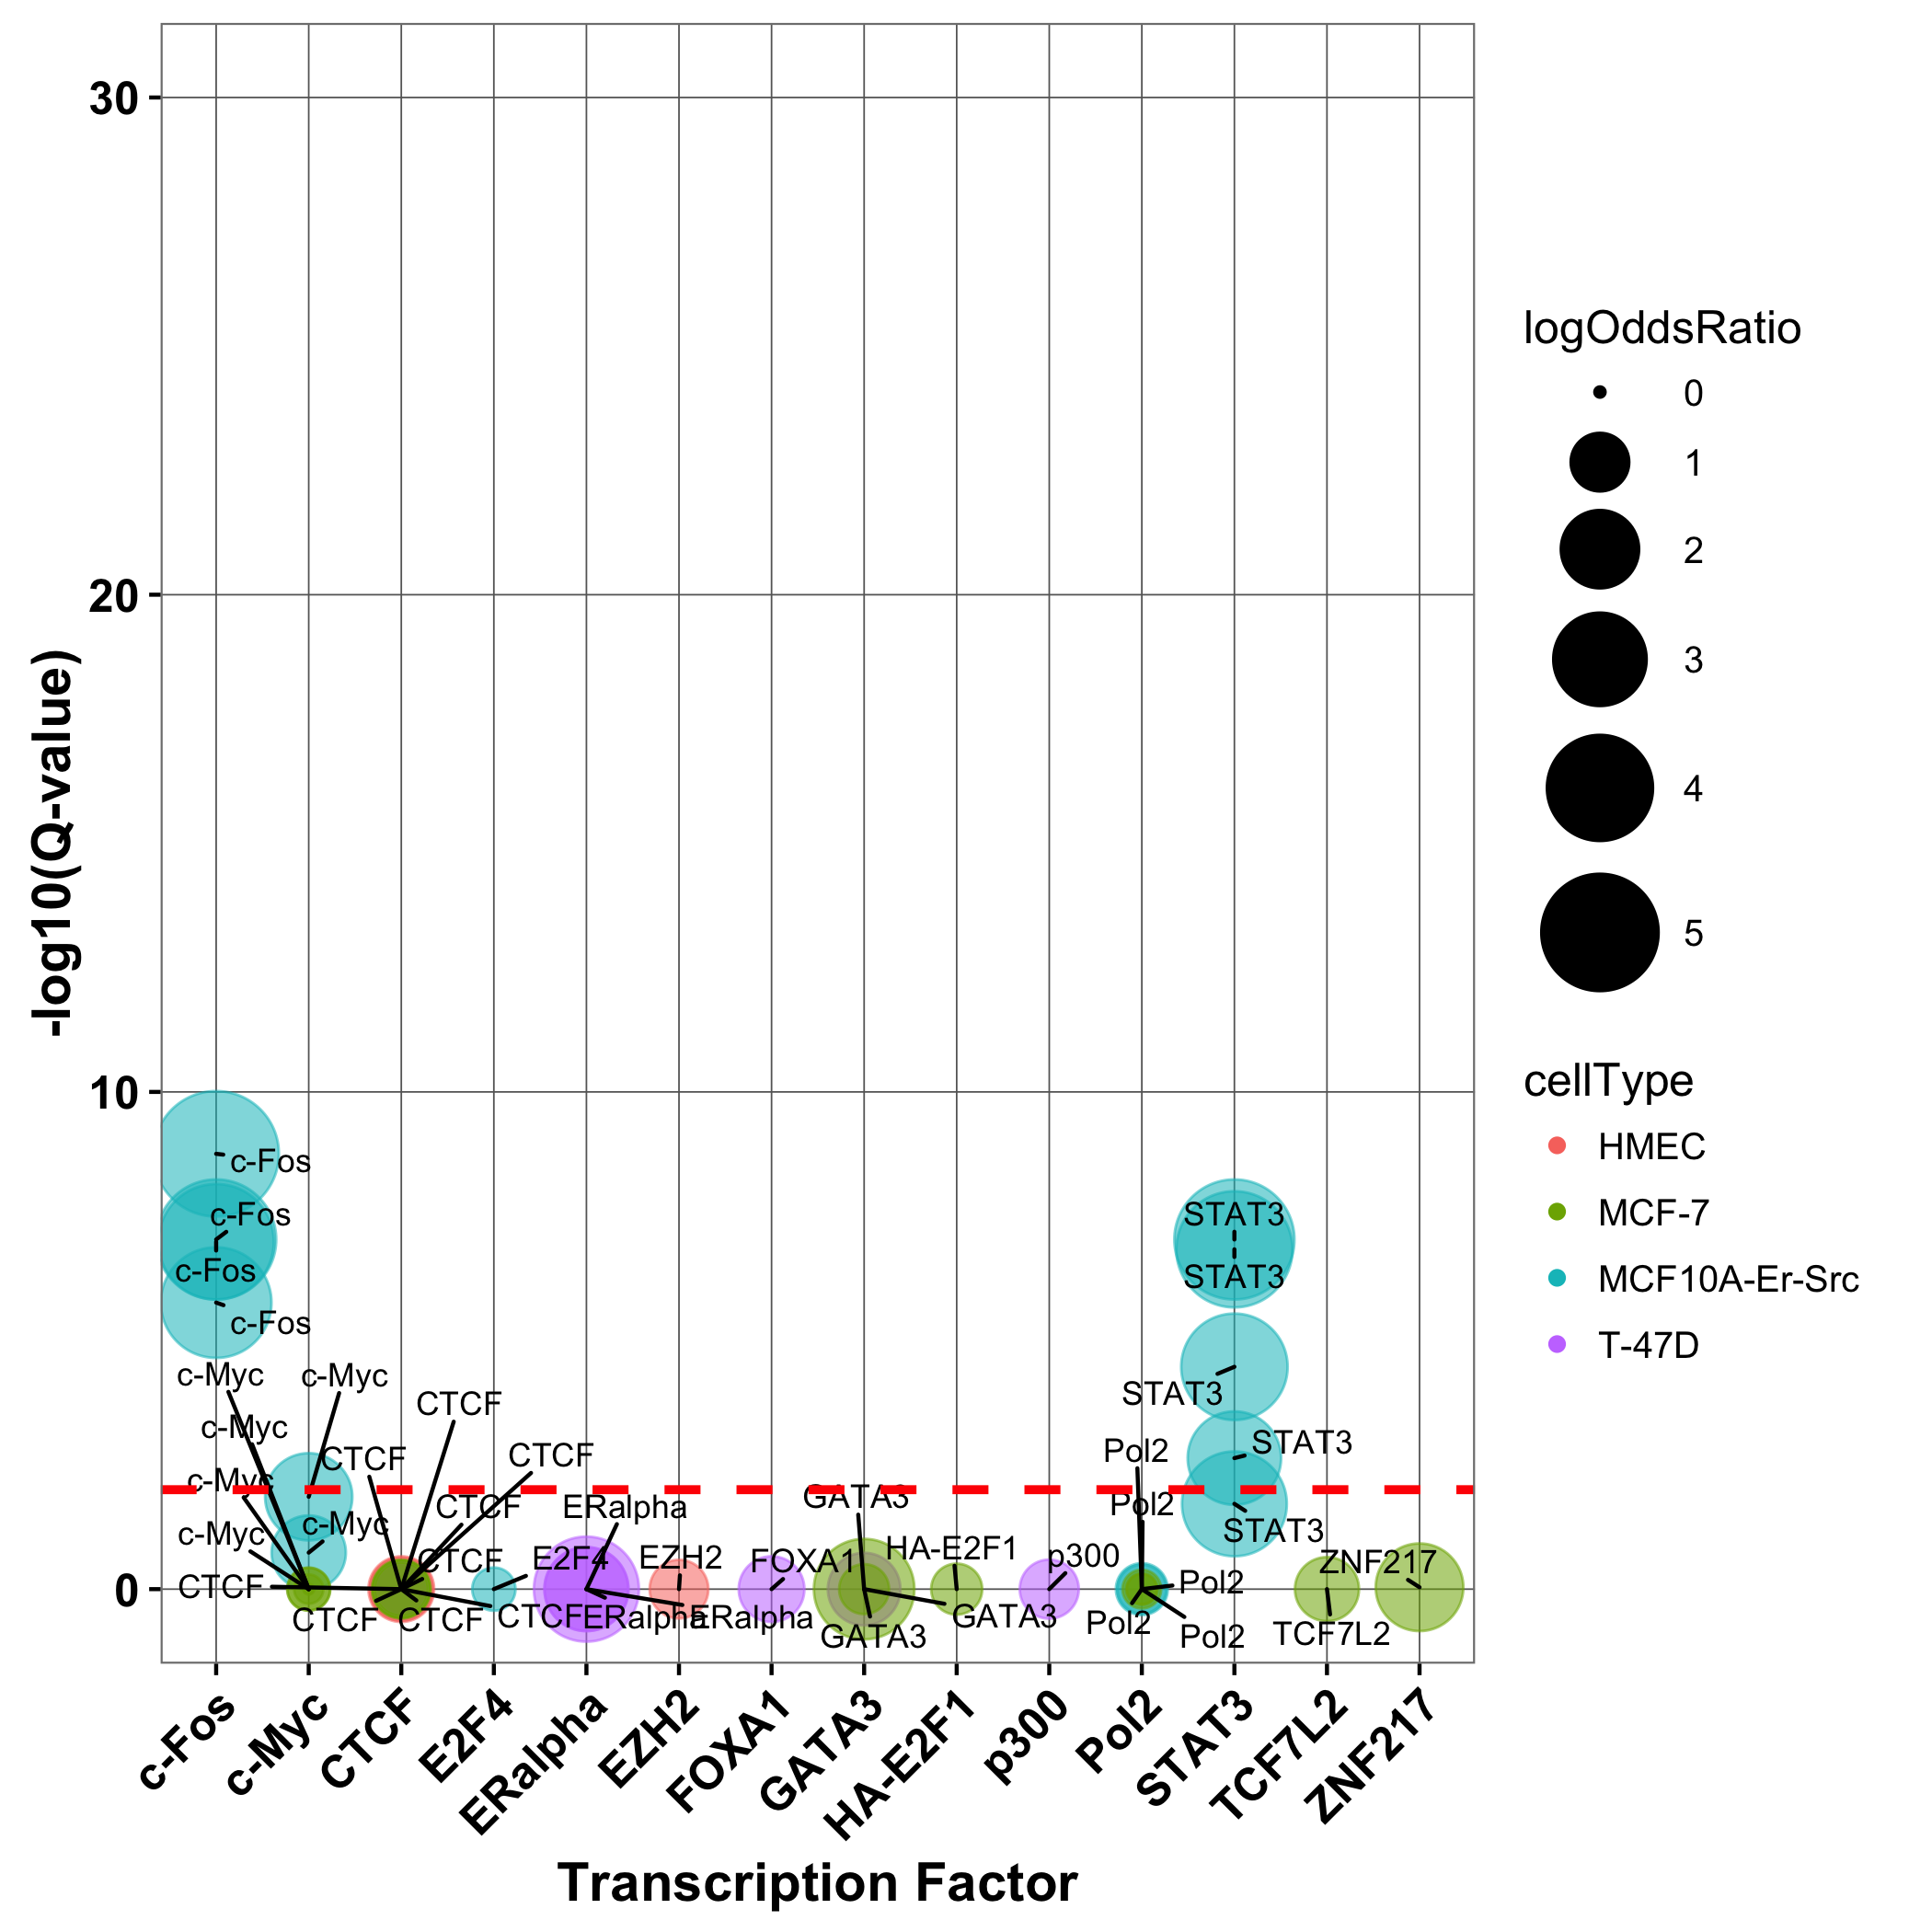 30
20
10
0
-log10(Q-value)
c-Fos
c-Fos
c-Fos
c-Fos
c-Myc
c-Myc
c-Myc
c-Myc
c-Myc
c-Myc
CTCF
CTCF
CTCF
CTCF
CTCF
CTCF
CTCF
CTCF
CTCF
E2F4
ERalpha
ERalpha
ERalpha
EZH2
FOXA1
GATA3
GATA3
GATA3
HA-E2F1
p300
Pol2
Pol2
Pol2
Pol2
Pol2
STAT3
STAT3
STAT3
STAT3
STAT3
TCF7L2
ZNF217
c-Fos
c-Myc
CTCF
E2F4
ERalpha
EZH2
FOXA1
GATA3
HA-E2F1
p300
Pol2
STAT3
TCF7L2
ZNF217
Transcription Factor
logOddsRatio
0
1
2
3
4
5
cellType
HMEC
MCF-7
MCF10A-Er-Src
T-47D